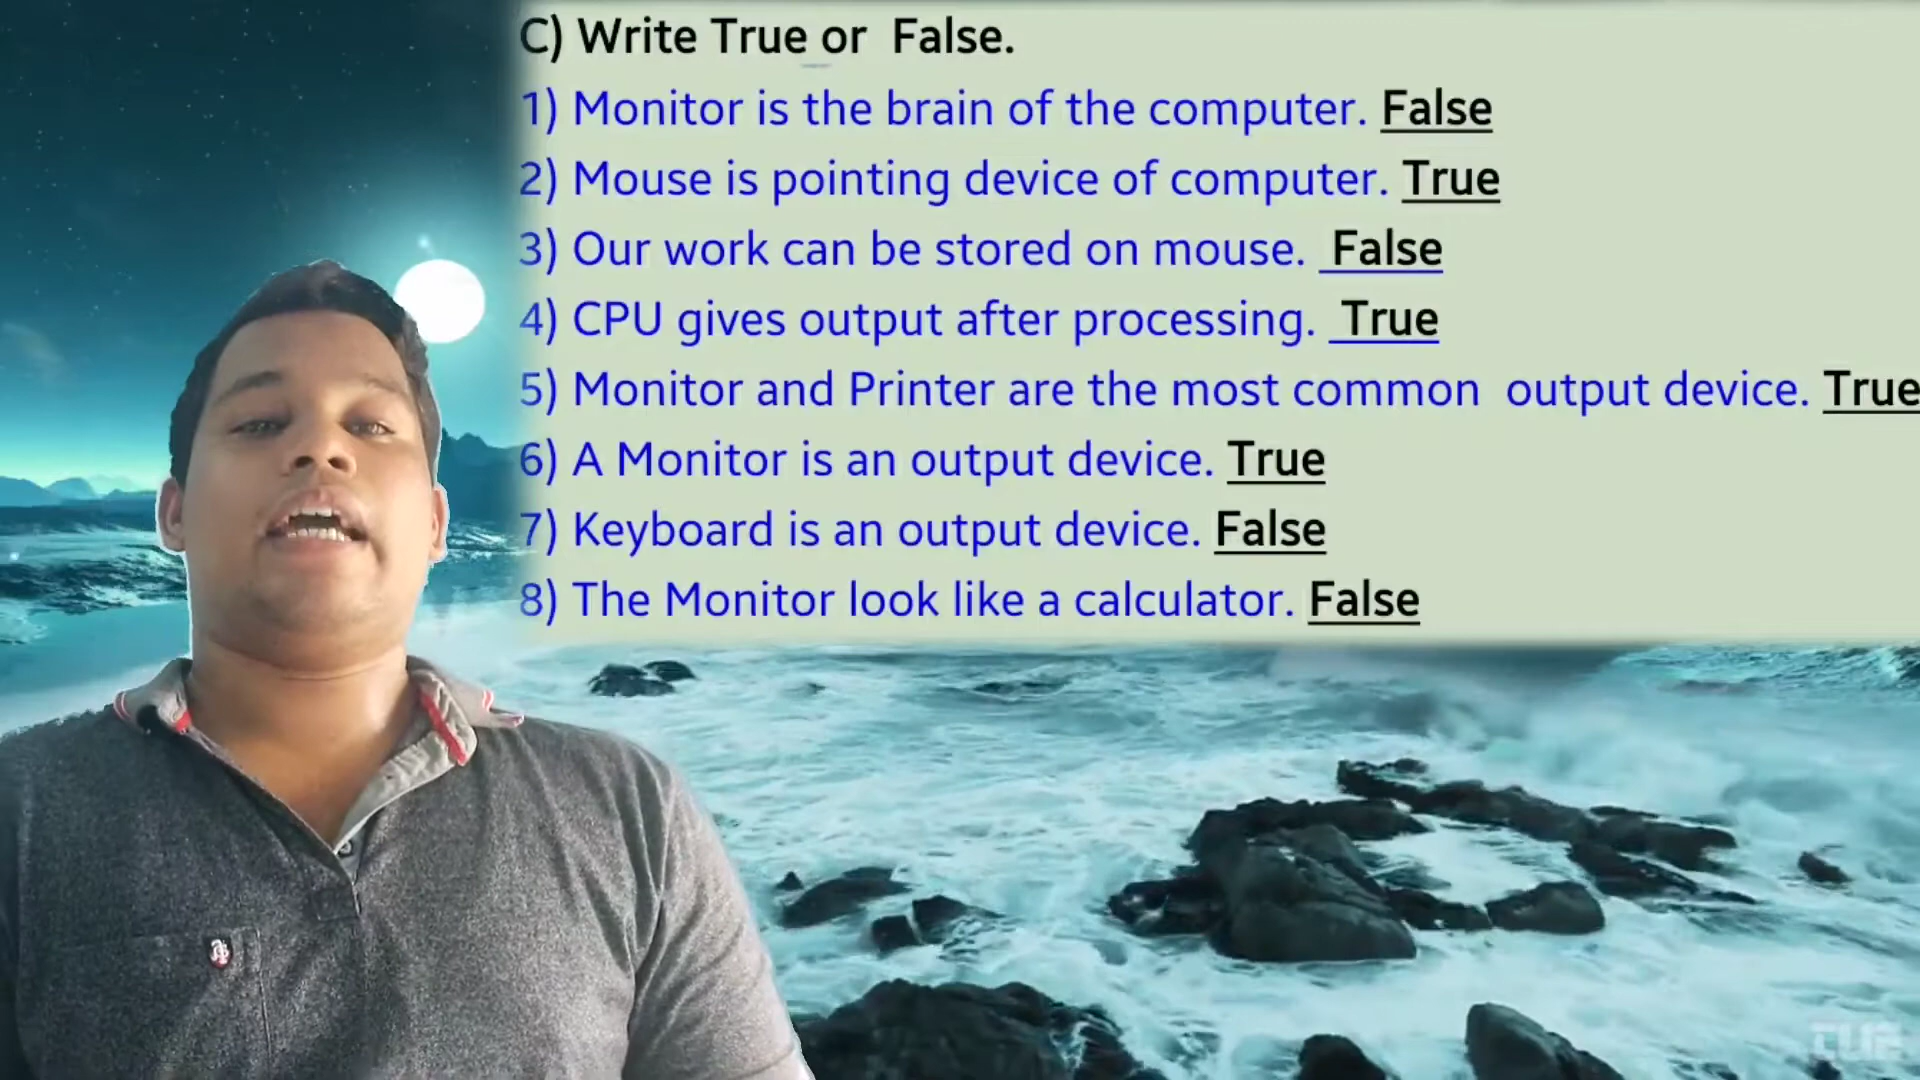 C) Write True or False.
1) Monitor is the brain of the computer. False
2) Mouse is pointing device of computer. True
3) Our work can be stored on mouse. False
4) CPU gives output after processing. True
5) Monitor and Printer are the most common output device. True
6) A Monitor is an output device. True
7) Keyboard is an output device. False
8) The Monitor look like a calculator. False